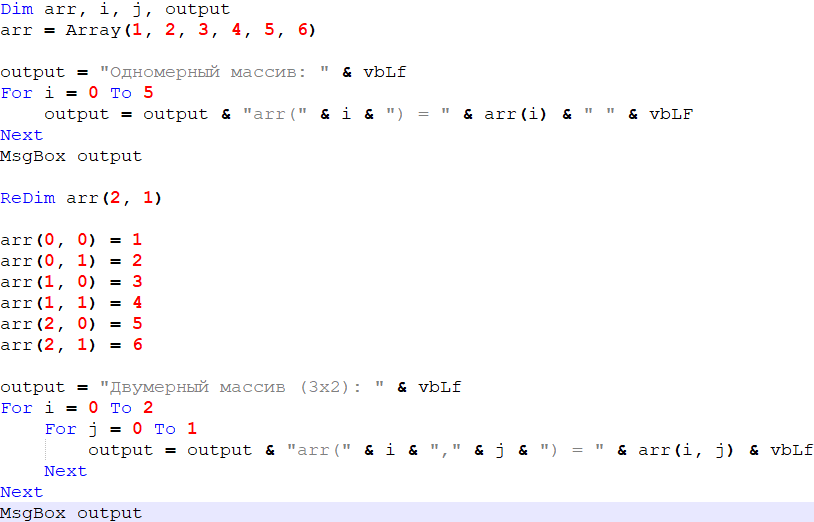 Dim arr, i, j, output
arr = Array(1, 2, 3, 4, 5, 6)
output = "Одномерный массив: " & vbLf
For i = 0 To 5
    output = output & "arr(" & i & ") = " & arr(i) & " " & vbLF
Next
MsgBox output
ReDim arr(2, 1)
arr(0, 0) = 1
arr(0, 1) = 2
arr(1, 0) = 3
arr(1, 1) = 4
arr(2, 0) = 5
arr(2, 1) = 6
output = "Двумерный массив (3x2): " & vbLf
For i = 0 To 2
    For j = 0 To 1
        output = output & "arr(" & i & "," & j & ") = " & arr(i, j) & vbLf
    Next
Next
MsgBox output